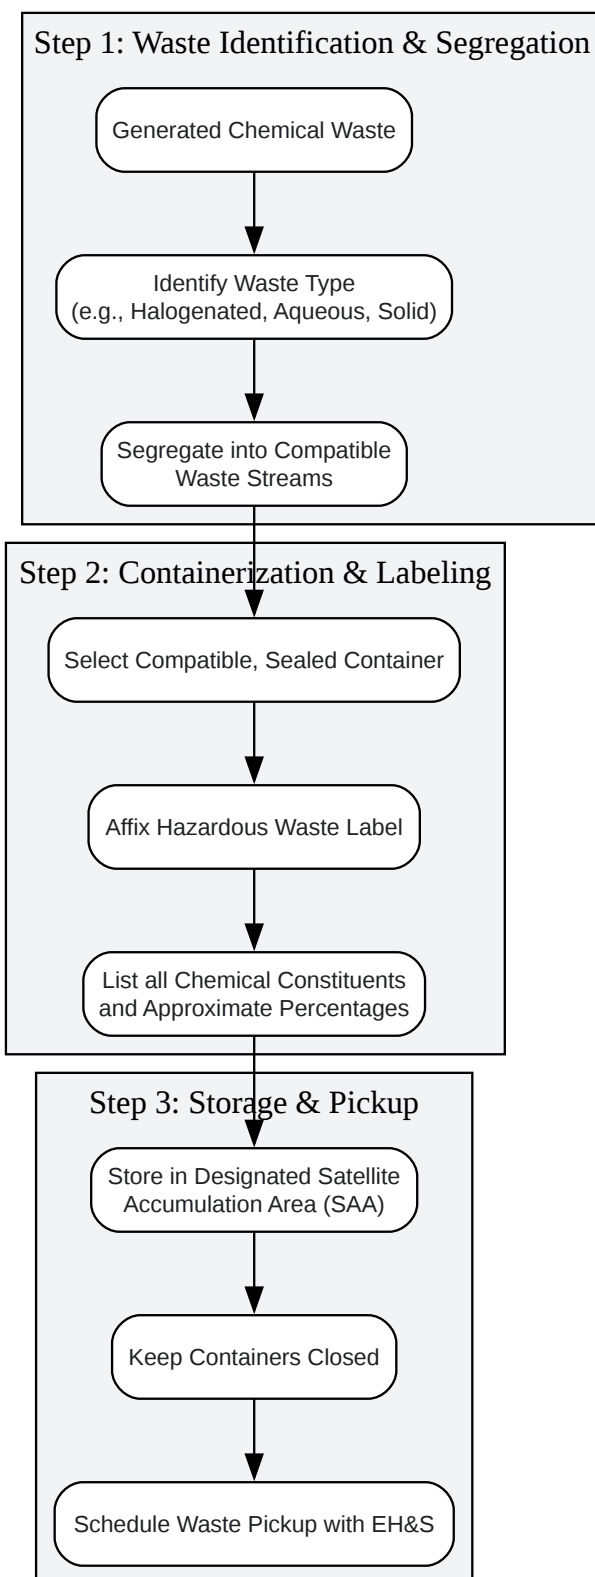 Step 1: Waste Identification & Segregation
Generated Chemical Waste
Identify Waste Type
(e.g., Halogenated, Aqueous, Solid)
Segregate into Compatible
Waste Streams
Step 2: Containerization & Labeling
Select Compatible, Sealed Container
Affix Hazardous Waste Label
List all Chemical Constituents
and Approximate Percentages
Step 3: Storage & Pickup
Store in Designated Satellite
Accumulation Area (SAA)
Keep Containers Closed
Schedule Waste Pickup with EH&S